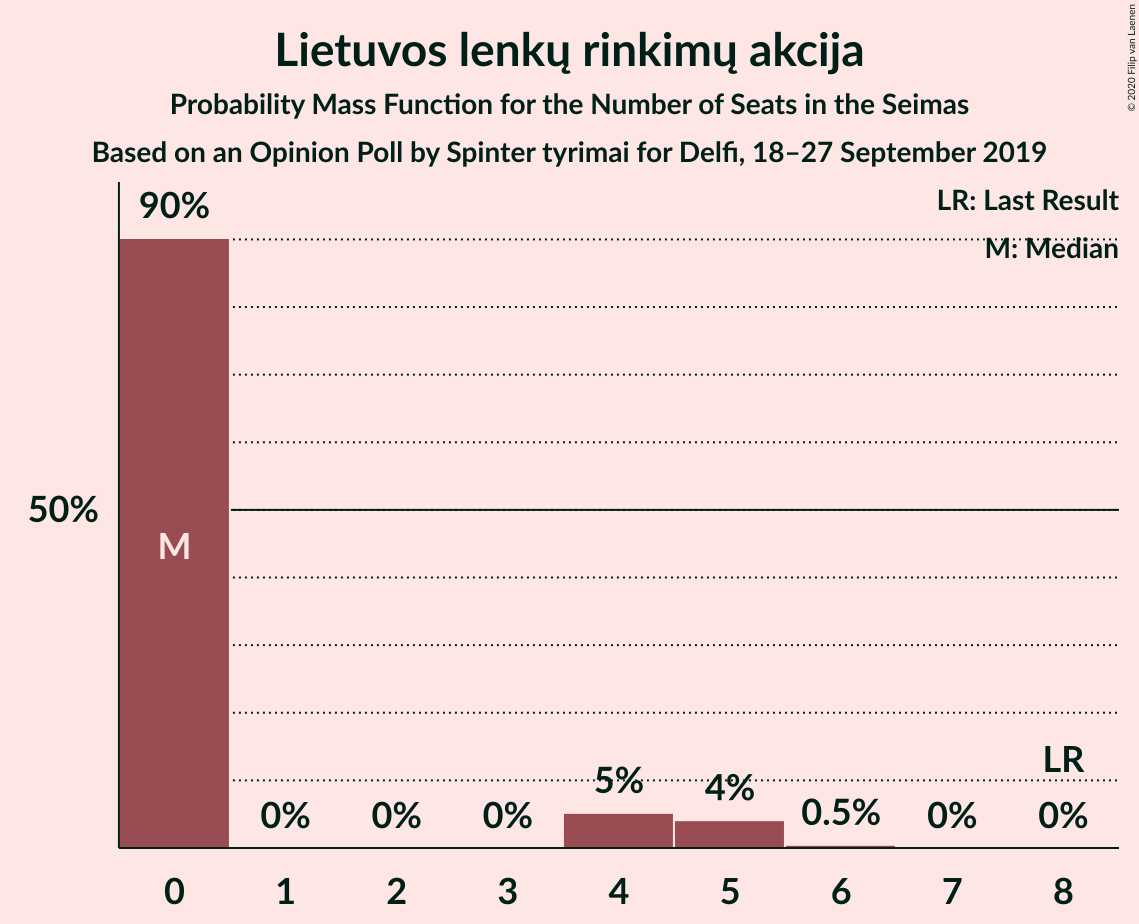 Lietuvos lenkų rinkimų akcija
Probability Mass Function for the Number of Seats in the Seimas
Based on an Opinion Poll by Spinter tyrimai for Delfi, 18–27 September 2019
© 2020 Filip van Laenen
LR: Last Result
M: Median
90%
50%
M
LR
0% 0% 0% 5% 4% 0.5% 0% 0%
0 1 2 3 4 5 6 7 8